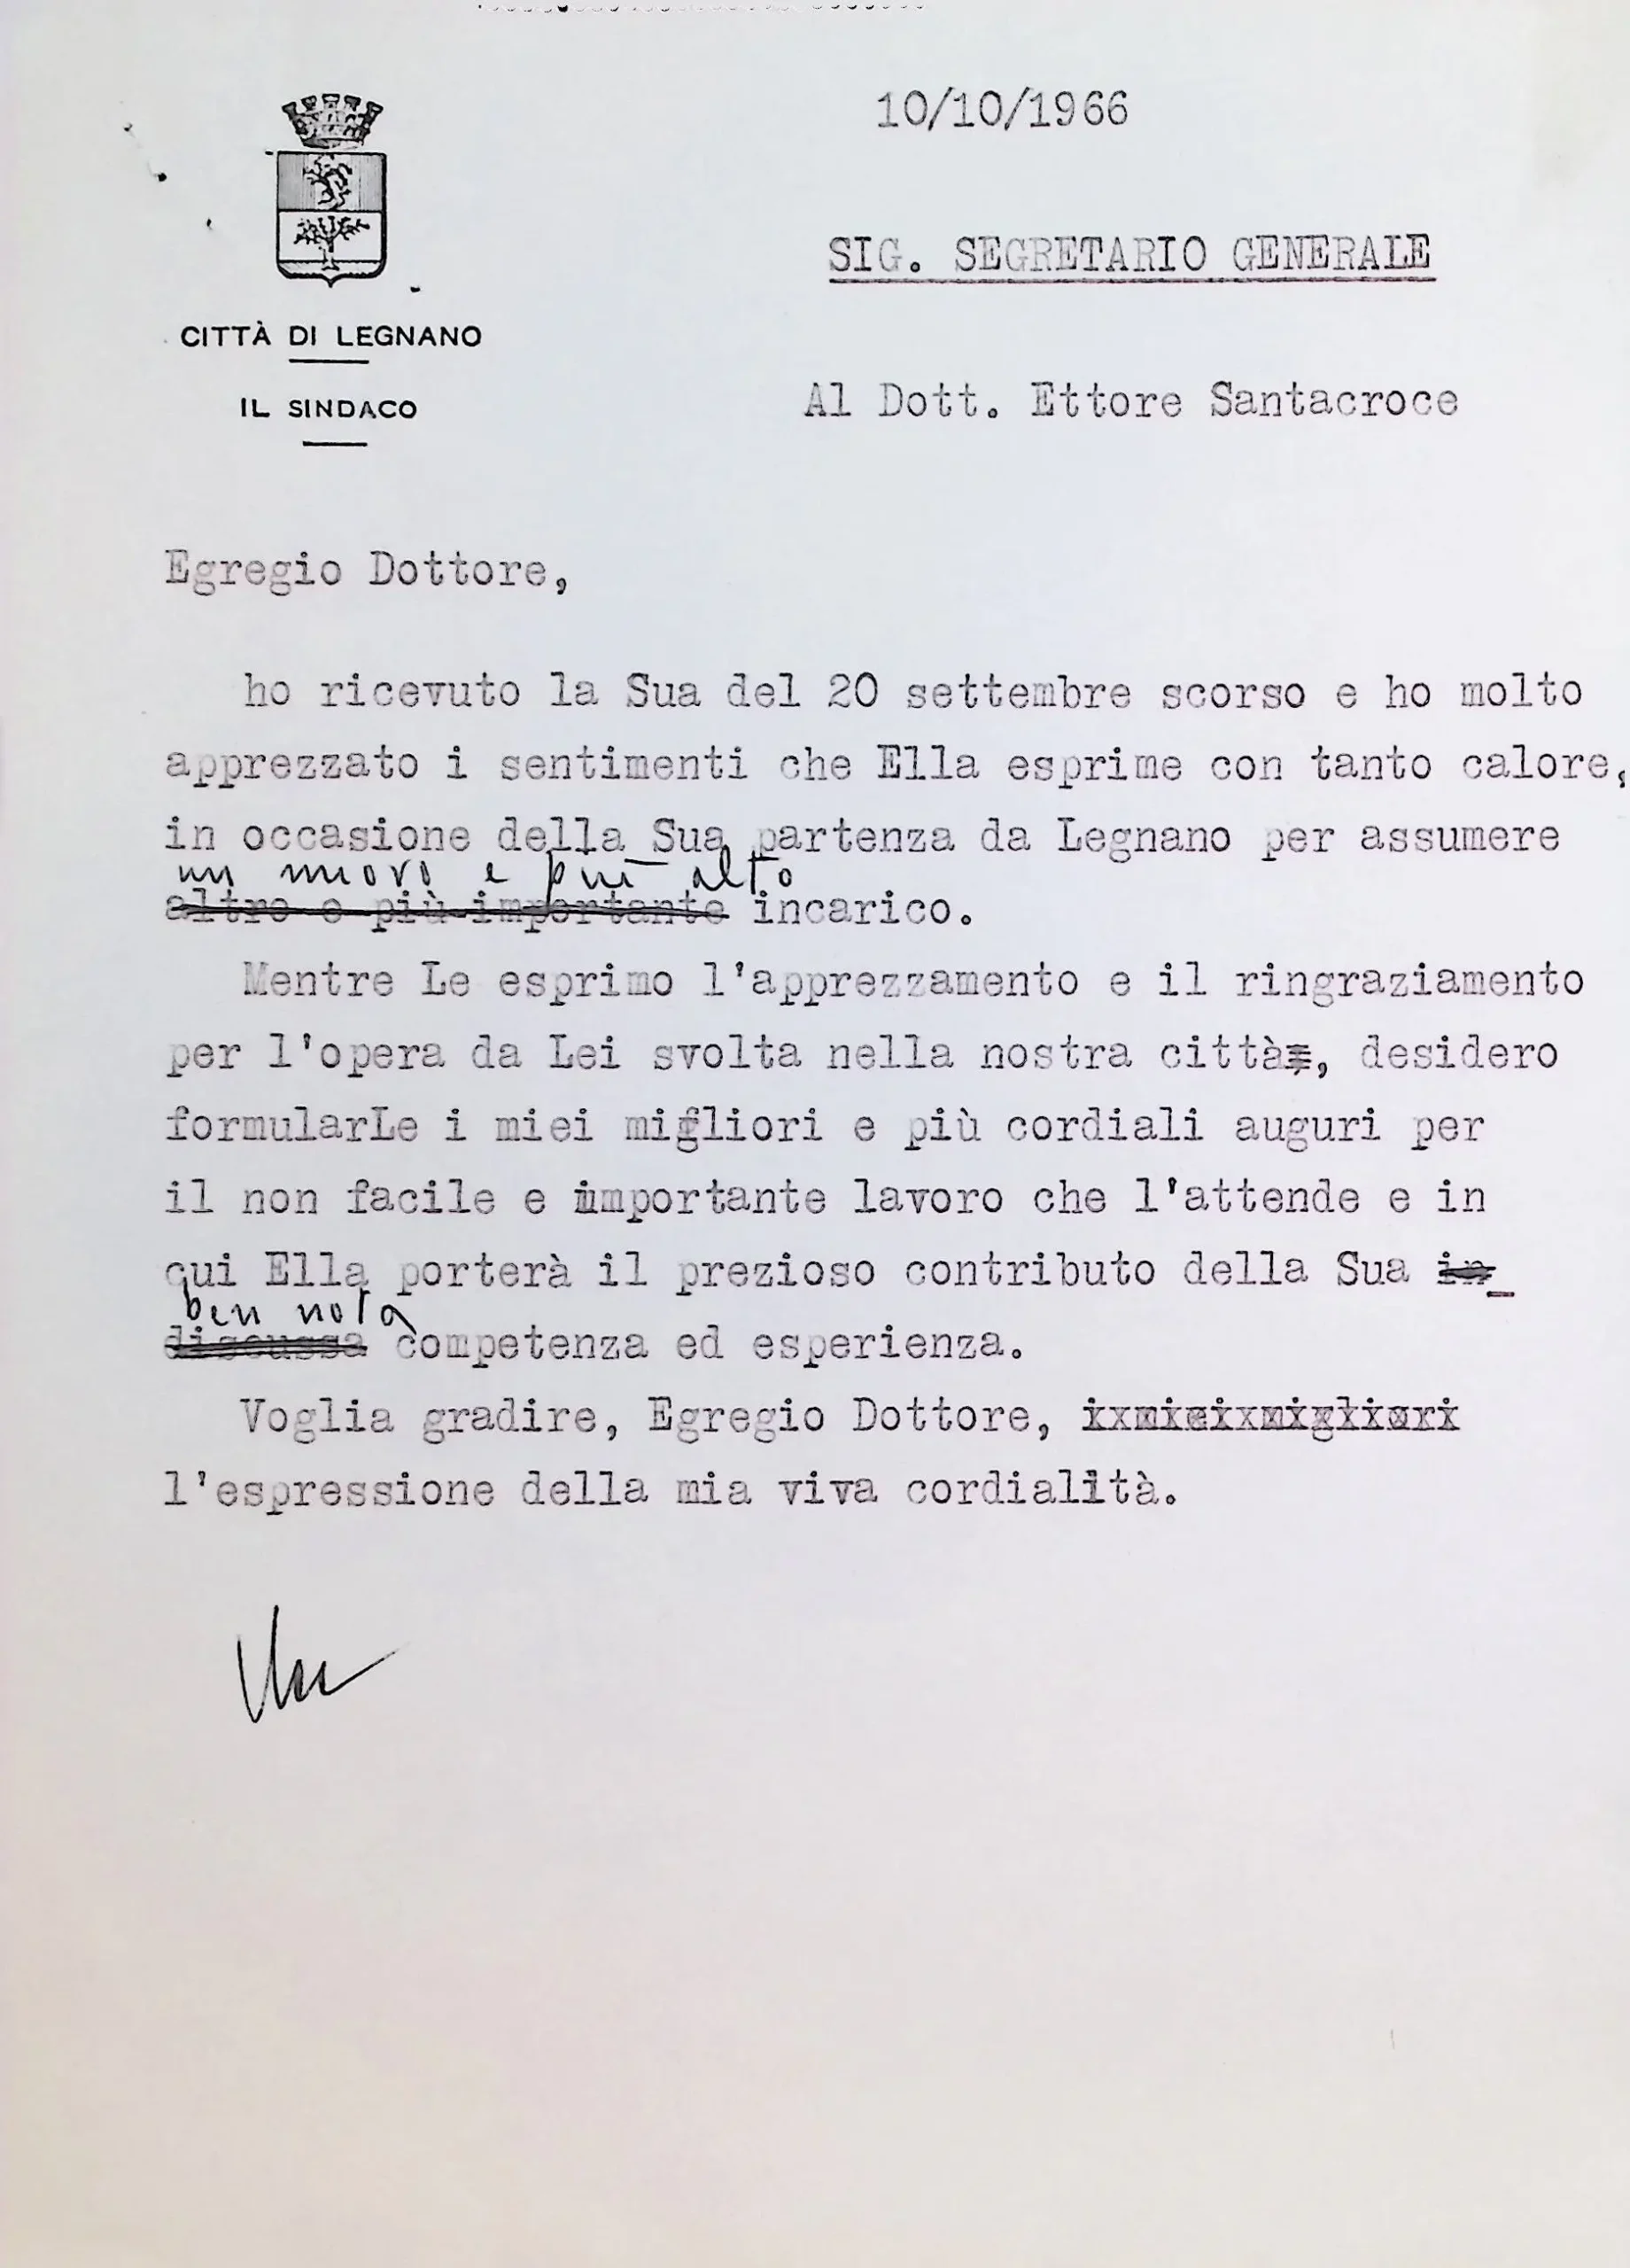 10/10/1966
CITTÀ DI LEGNANO
IL SINDACO
SIG. SEGRETARIO GENERALE
Al Dott. Ettore Santacroce
Egregio Dottore,
ho ricevuto la Sua del 20 settembre scorso e ho molto
apprezzato i sentimenti che Ella esprime con tanto calore,
in occasione della Sua partenza da Legnano per assumere
un nuovo e più alto
altro e più importante incarico.
Mentre Le esprimo l'apprezzamento e il ringraziamento
per l'opera da Lei svolta nella nostra città, desidero
formularLe i miei migliori e più cordiali auguri per
il non facile e importante lavoro che l'attende e in
qui Ella porterà il prezioso contributo della Sua in_
ben nota
discussa competenza ed esperienza.
Voglia gradire, Egregio Dottore, i miei migliori
l'espressione della mia viva cordialità.